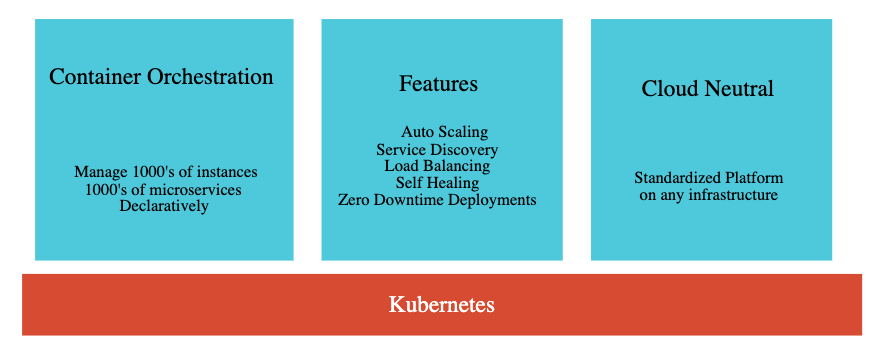 Container Orchestration
Manage 1000's of instances
1000's of microservices
Declaratively
Features
Auto Scaling
Service Discovery
Load Balancing
Self Healing
Zero Downtime Deployments
Cloud Neutral
Standardized Platform
on any infrastructure
Kubernetes